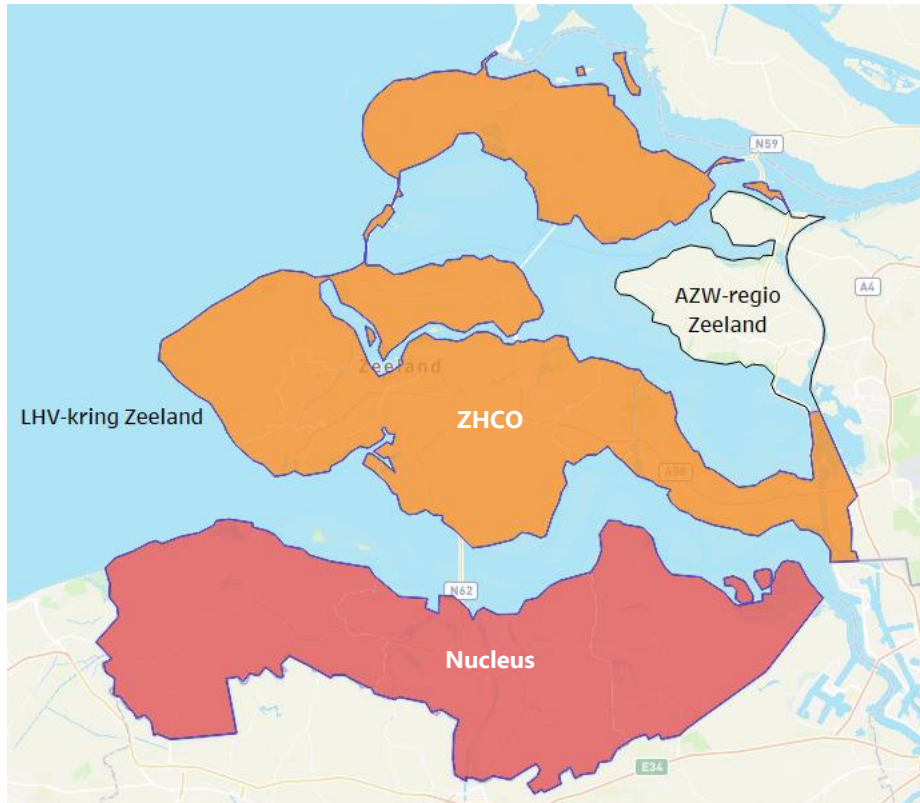 N59
A4
AZW-regio
Zeeland
Zeeland
LHV-kring Zeeland
ZHCO
A58
N62
Nucleus
E34